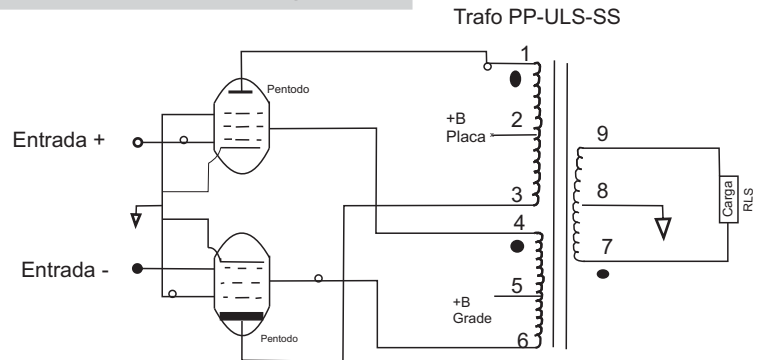 Trafo PP-ULS-SS
1
Pentodo
+B
Placa
2
9
Entrada +
3
8
Carga
RLS
4
7
Entrada -
5
+B
Grade
6
Pentodo